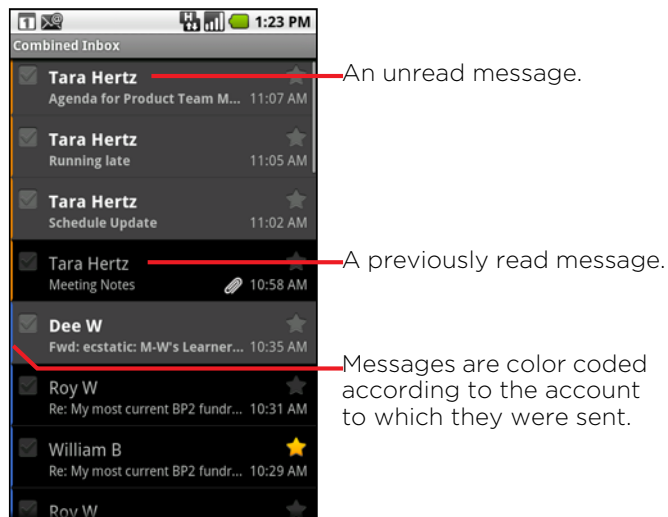 1:23 PM
Combined Inbox
Tara Hertz
Agenda for Product Team M... 11:07 AM
An unread message.
Tara Hertz
Running late 11:05 AM
Tara Hertz
Schedule Update 11:02 AM
Tara Hertz
Meeting Notes 10:58 AM
A previously read message.
Dee W
Fwd: ecstatic: M-W's Learner... 10:35 AM
Messages are color coded
according to the account
to which they were sent.
Roy W
Re: My most current BP2 fundr... 10:31 AM
William B
Re: My most current BP2 fundr... 10:29 AM
Roy W